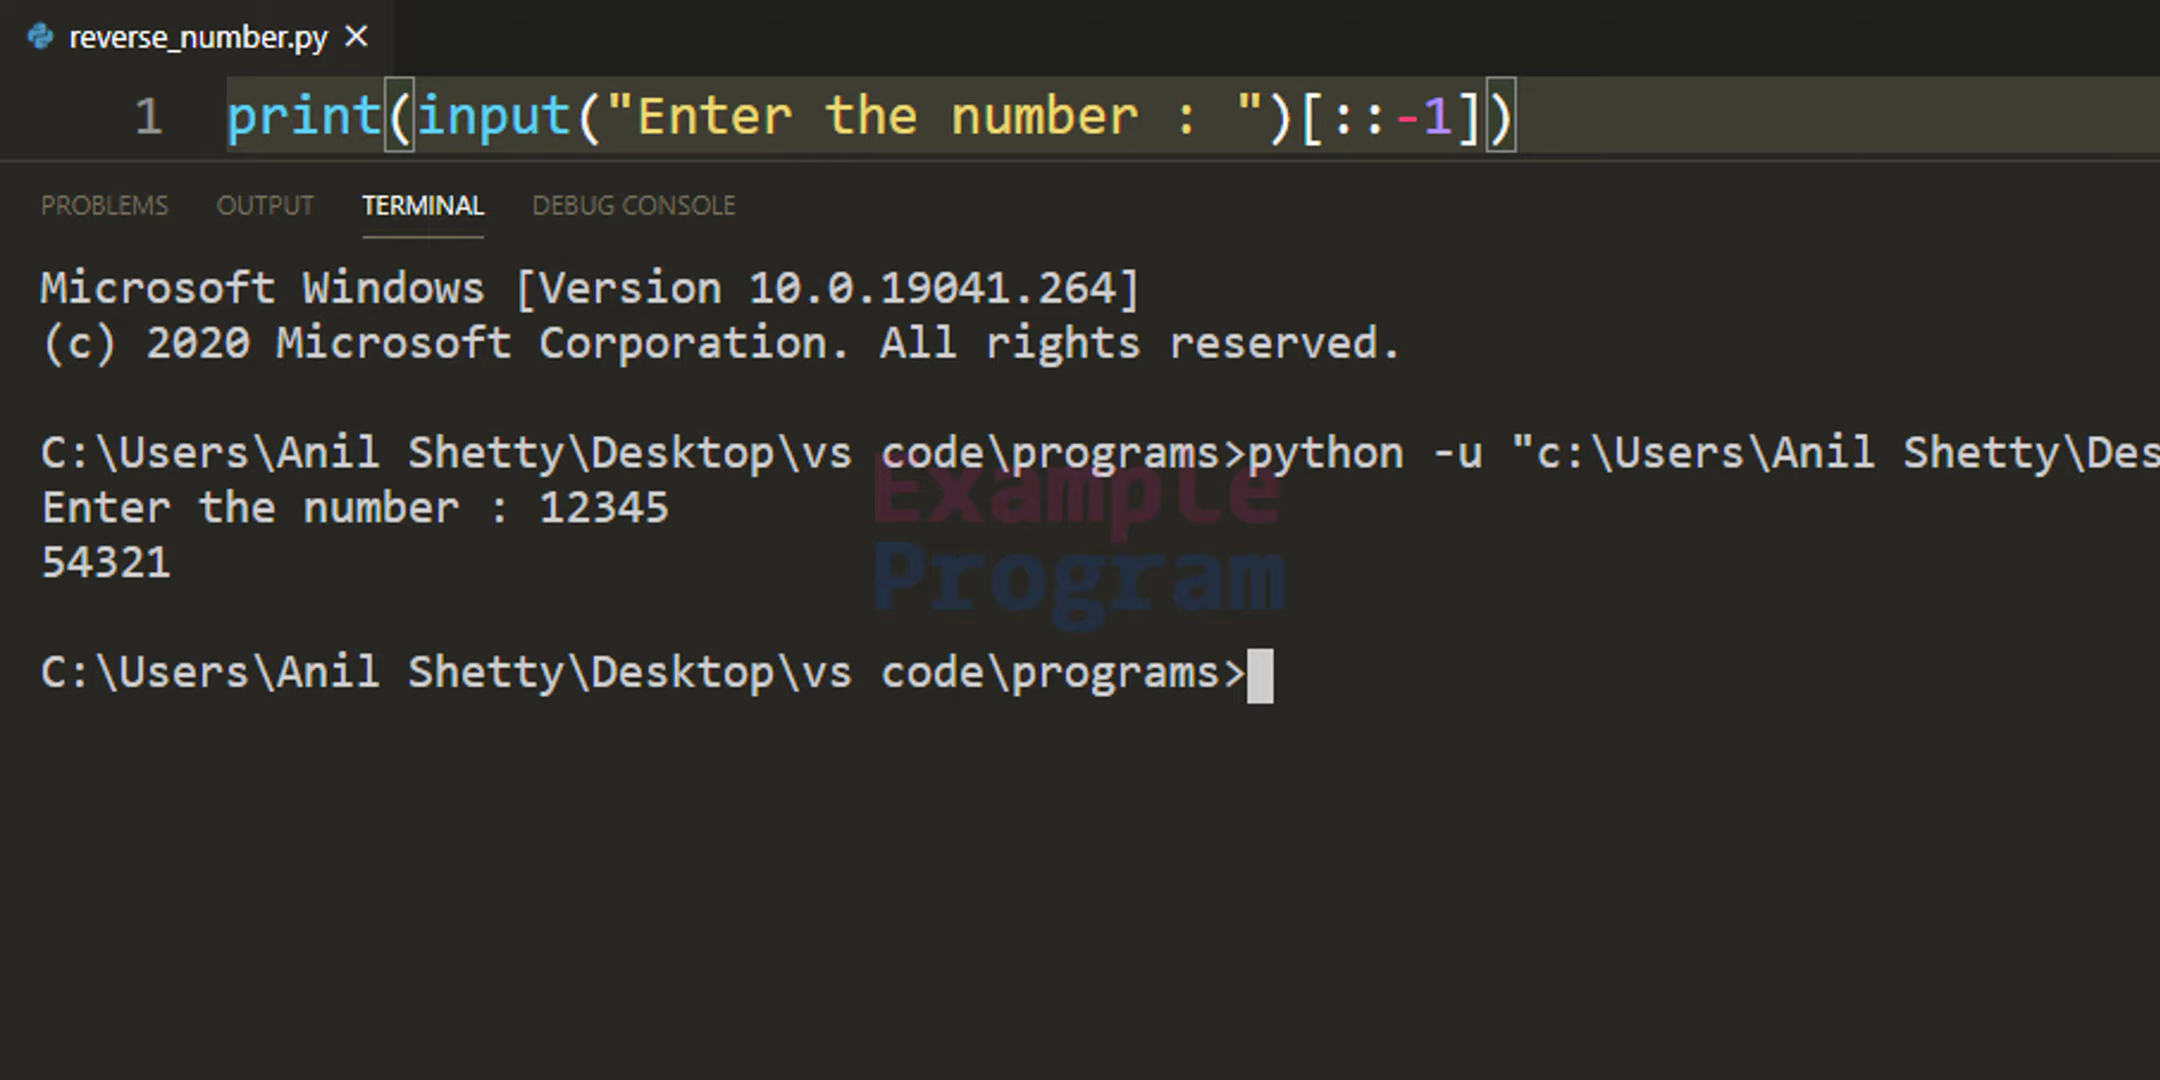 reverse_number.py
1 print(input("Enter the number : ")[::-1])
PROBLEMS OUTPUT TERMINAL DEBUG CONSOLE
Microsoft Windows [Version 10.0.19041.264]
(c) 2020 Microsoft Corporation. All rights reserved.
C:\Users\Anil Shetty\Desktop\vs code\programs>python -u "c:\Users\Anil Shetty\Des
Enter the number : 12345
54321
Example
Program
C:\Users\Anil Shetty\Desktop\vs code\programs>